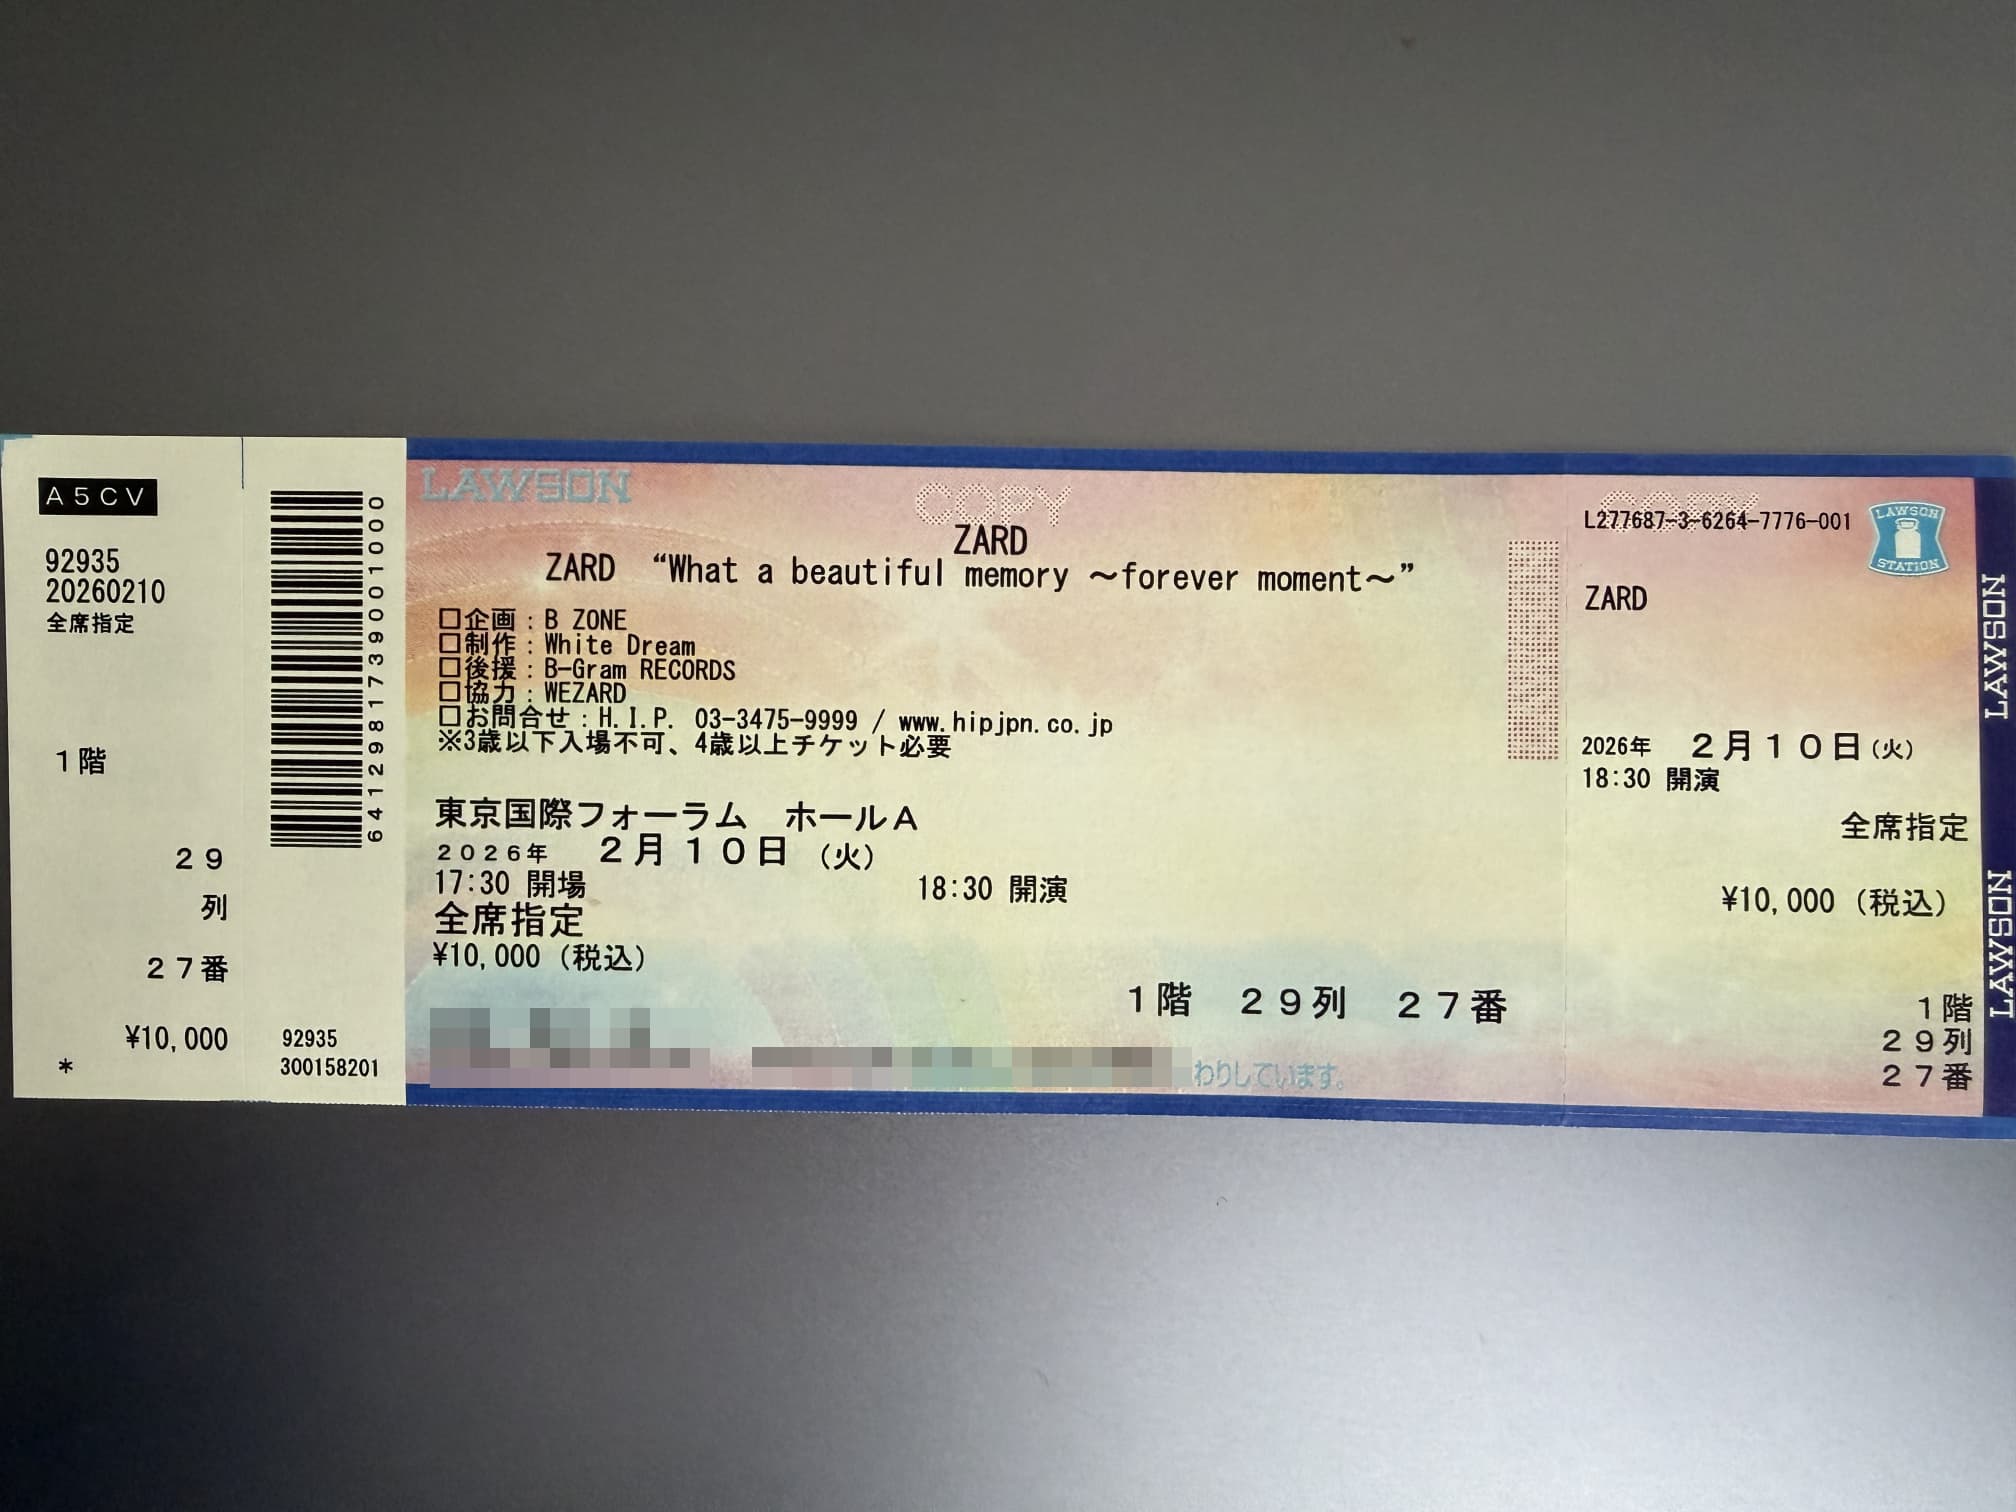 A5CV
92935
20260210
全席指定
1階
29
列
27番
¥10,000
*
6412981739001000
92935
300158201
LAWSON
COPY
ZARD
ZARD “What a beautiful memory ～forever moment～”
□企画:B ZONE
□制作:White Dream
□後援:B-Gram RECORDS
□協力:WEZARD
□お問合せ:H.I.P. 03-3475-9999 / www.hipjpn.co.jp
※3歳以下入場不可、4歳以上チケット必要
東京国際フォーラム ホールA
2026年 2月10日(火)
17:30 開場 18:30 開演
全席指定
¥10,000(税込)
1階 29列 27番
わりしています。
COPY
L277687-3-6264-7776-001
LAWSON
STATION
ZARD
2026年 2月10日(火)
18:30 開演
全席指定
¥10,000(税込)
1階
29列
27番
LAWSON
LAWSON